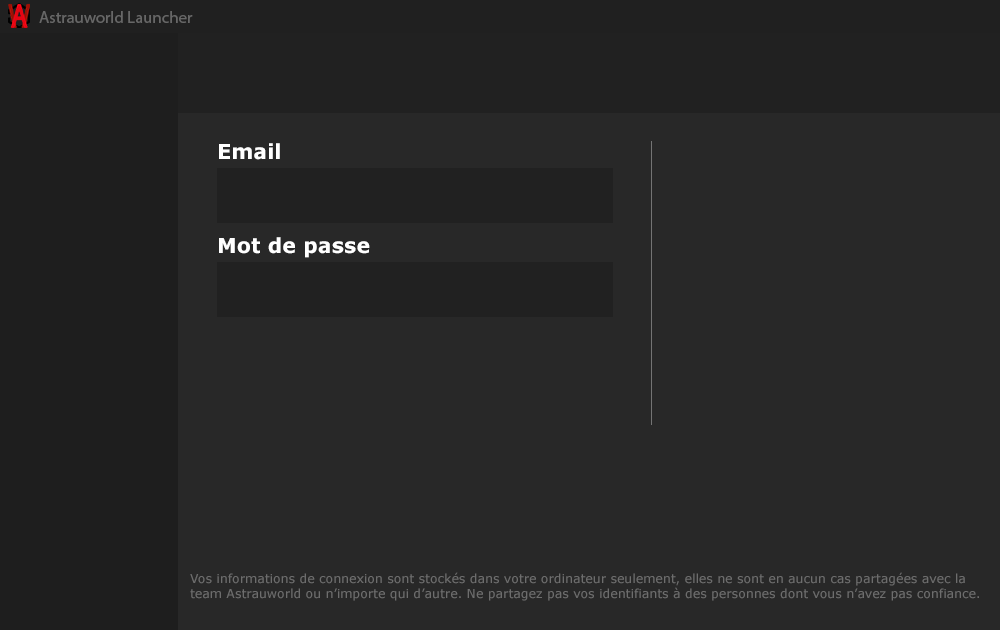 Astrauworld Launcher
Email
Mot de passe
Vos informations de connexion sont stockés dans votre ordinateur seulement, elles ne sont en aucun cas partagées avec la
team Astrauworld ou n’importe qui d’autre. Ne partagez pas vos identifiants à des personnes dont vous n’avez pas confiance.